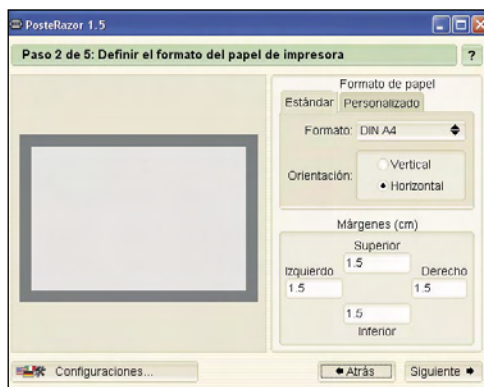 PosteRazor 1.5
Paso 2 de 5: Definir el formato del papel de impresora
?
Formato de papel
Estándar Personalizado
Formato: DIN A4
Orientación:
Vertical
Horizontal
Márgenes (cm)
Superior
Izquierdo 1.5 Derecho
1.5 1.5
1.5
Inferior
Configuraciones...
Atrás Siguiente